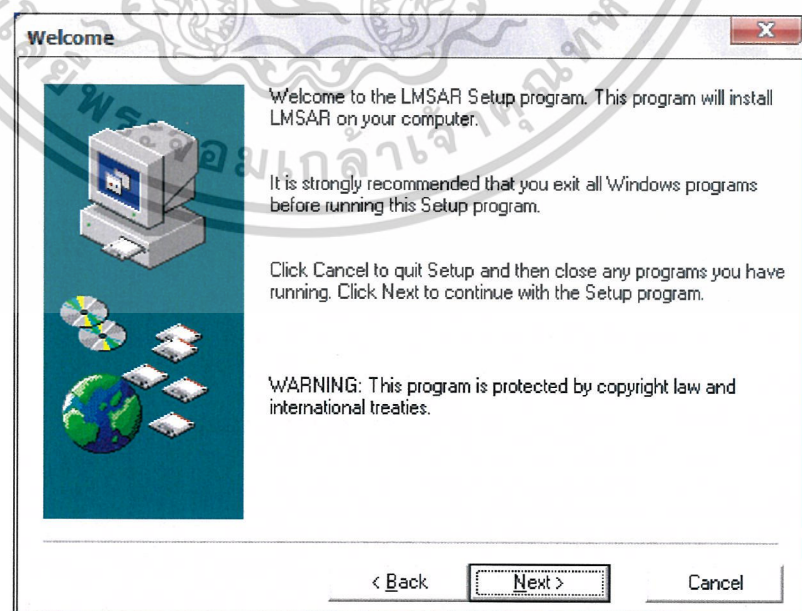 Welcome
Welcome to the LMSAR Setup program. This program will install
LMSAR on your computer.
It is strongly recommended that you exit all Windows programs
before running this Setup program.
Click Cancel to quit Setup and then close any programs you have
running. Click Next to continue with the Setup program.
WARNING: This program is protected by copyright law and
international treaties.
< Back
Next >
Cancel